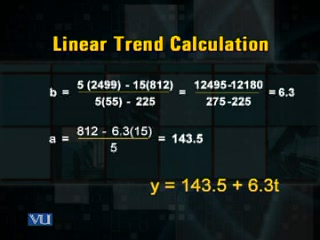 Linear Trend Calculation
b = 5 (2499) - 15(812) / 5(55) - 225 = 12495-12180 / 275-225 = 6.3
a = 812 - 6.3(15) / 5 = 143.5
y = 143.5 + 6.3t
VU